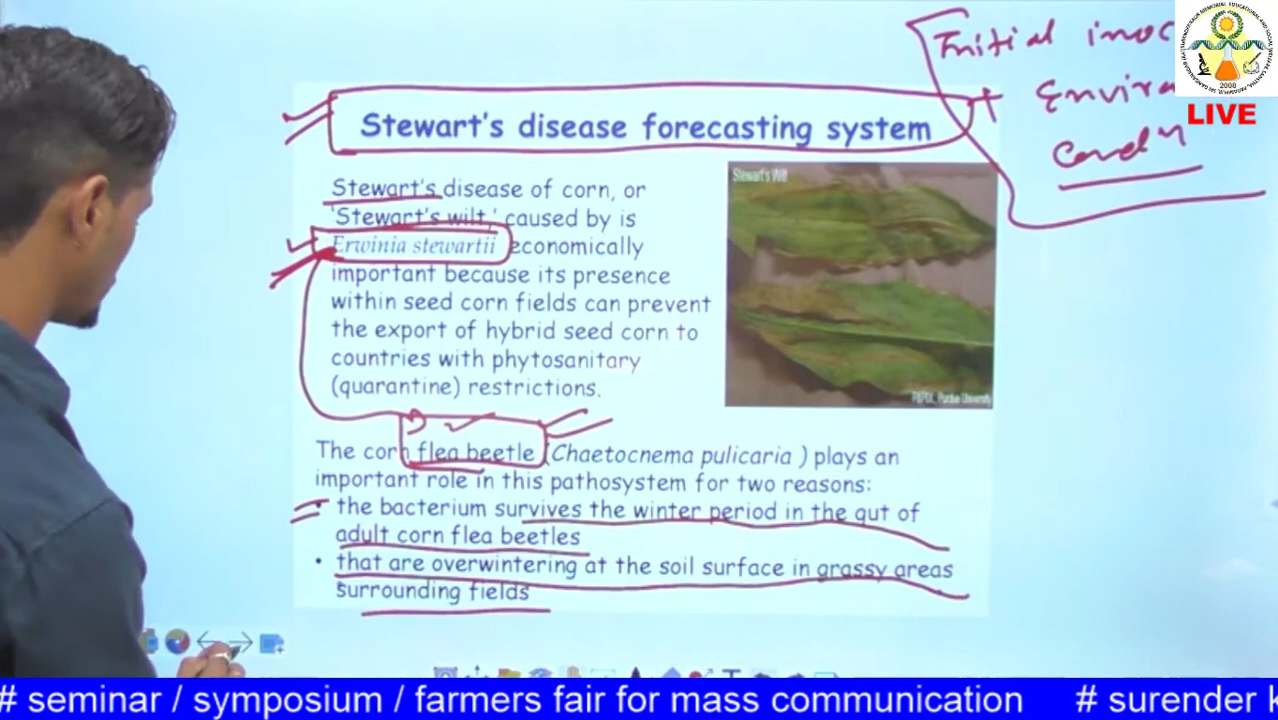 Initial
LIVE
Stewart's disease forecasting system
Stewart's disease of corn, or
'Stewart's wilt,' caused by is
Erwinia stewartii economically
important because its presence
within seed corn fields can prevent
the export of hybrid seed corn to
countries with phytosanitary
(quarantine) restrictions.
Stewart's Wilt
The corn flea beetle (Chaetocnema pulicaria ) plays an
important role in this pathosystem for two reasons:
• the bacterium survives the winter period in the gut of
adult corn flea beetles
• that are overwintering at the soil surface in grassy areas
surrounding fields
2008
# seminar / symposium / farmers fair for mass communication # surender k